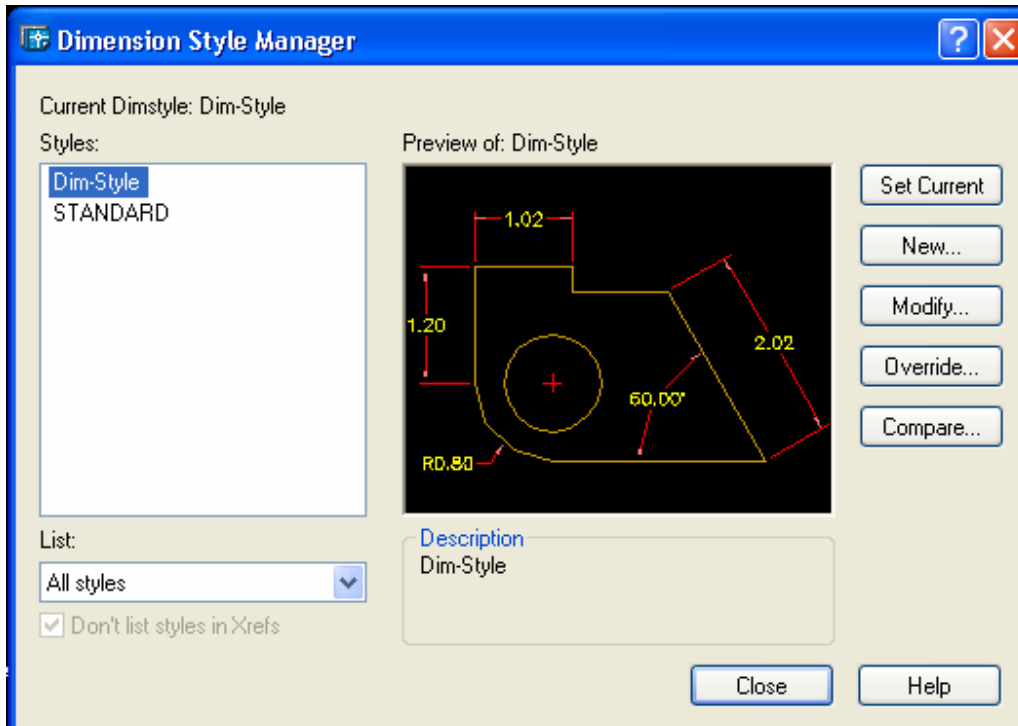 Dimension Style Manager
Current Dimstyle: Dim-Style
Styles:
Dim-Style
STANDARD
Preview of: Dim-Style
1.02
1.20
2.02
60.00°
R0.80
Set Current
New...
Modify...
Override...
Compare...
List:
All styles
Don't list styles in Xrefs
Description
Dim-Style
Close
Help